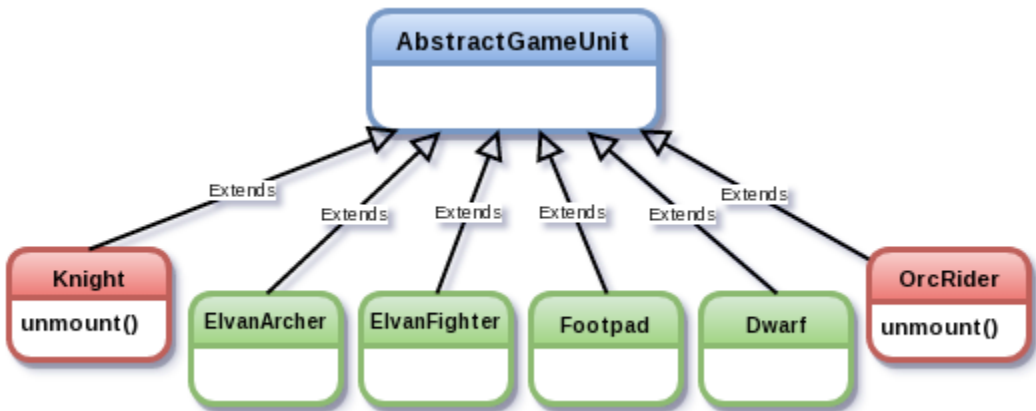 AbstractGameUnit
Extends
Extends
Extends
Extends
Extends
Extends
Knight
unmount()
ElvanArcher
ElvanFighter
Footpad
Dwarf
OrcRider
unmount()